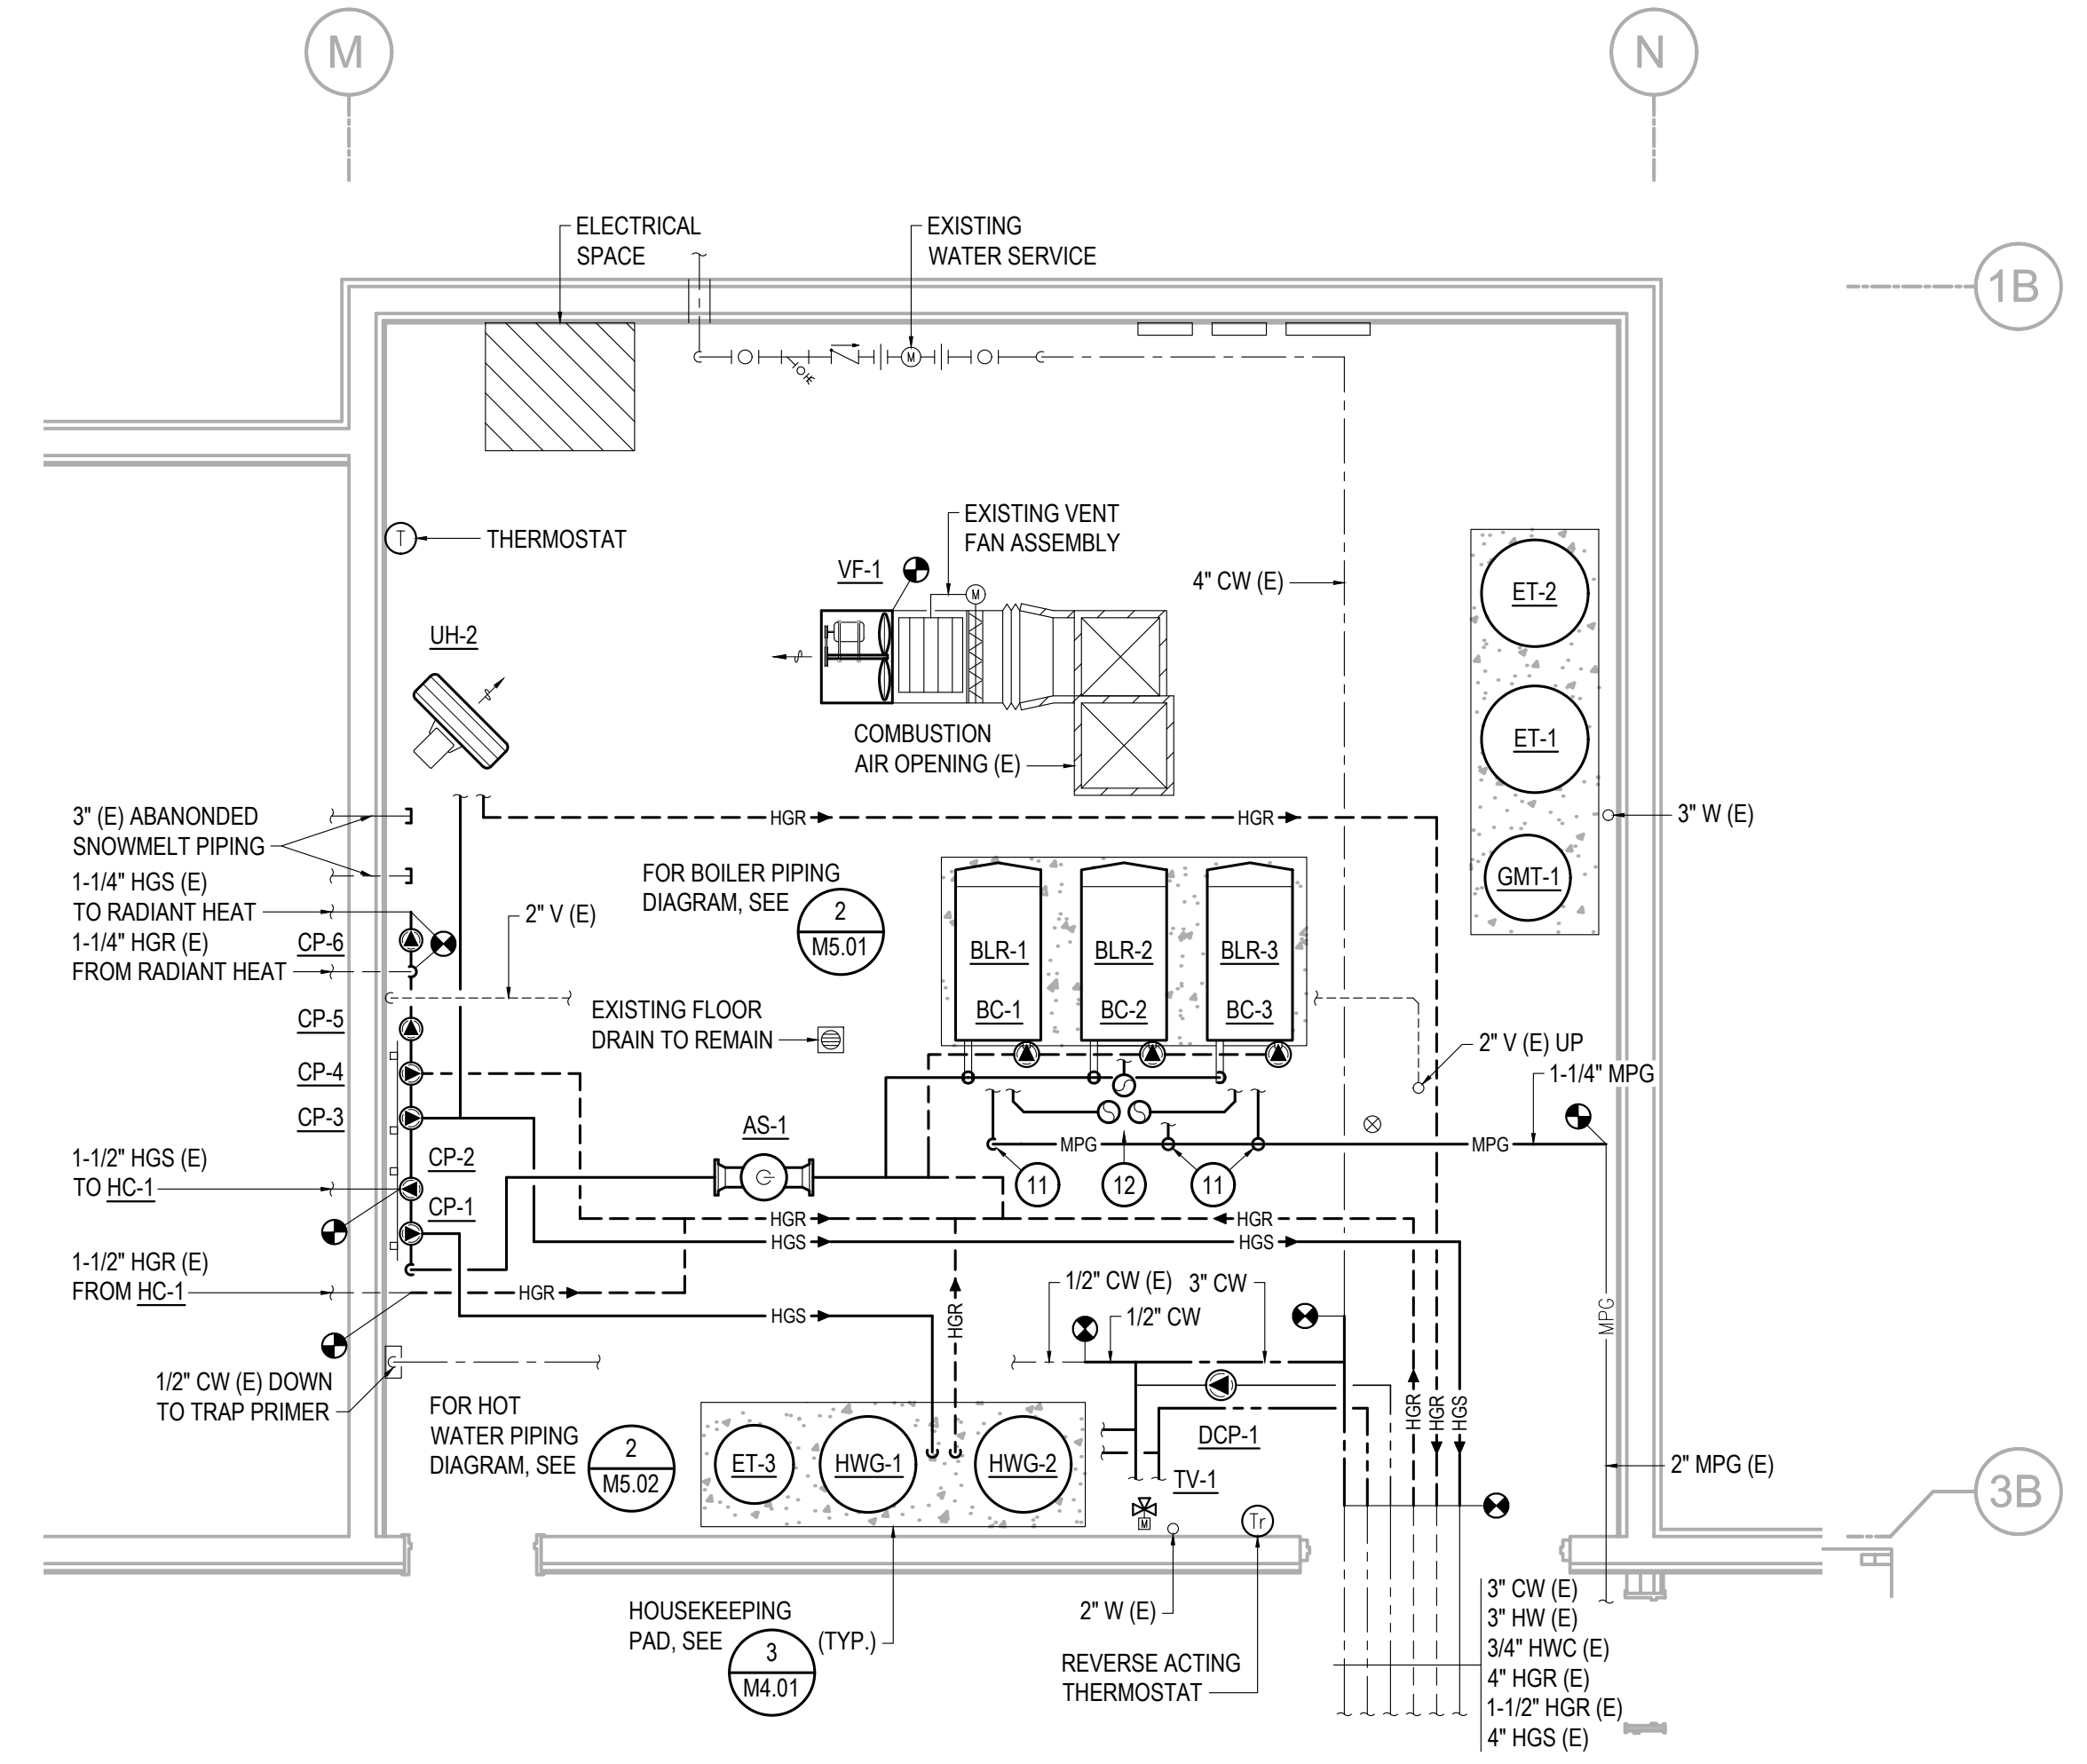 M
N
ELECTRICAL
SPACE
EXISTING
WATER SERVICE
1B
M
T
THERMOSTAT
EXISTING VENT
FAN ASSEMBLY
VF-1
M
4" CW (E)
ET-2
UH-2
ET-1
COMBUSTION
AIR OPENING (E)
3" (E) ABANONDED
SNOWMELT PIPING
HGR
HGR
3" W (E)
1-1/4" HGS (E)
TO RADIANT HEAT
1-1/4" HGR (E)
FROM RADIANT HEAT
CP-6
2" V (E)
FOR BOILER PIPING
DIAGRAM, SEE
2
M5.01
BLR-1
BLR-2
BLR-3
BC-1
BC-2
BC-3
GMT-1
CP-5
EXISTING FLOOR
DRAIN TO REMAIN
2" V (E) UP
1-1/4" MPG
CP-4
CP-3
AS-1
MPG
MPG
1-1/2" HGS (E)
TO HC-1
CP-2
CP-1
11
12
11
HGR
HGR
HGS
HGS
1-1/2" HGR (E)
FROM HC-1
HGR
HGS
HGR
1/2" CW (E)
3" CW
1/2" CW
MPG
1/2" CW (E) DOWN
TO TRAP PRIMER
FOR HOT
WATER PIPING
DIAGRAM, SEE
2
M5.02
ET-3
HWG-1
HWG-2
DCP-1
HGR
HGR
HGS
TV-1
M
Tr
2" MPG (E)
3B
HOUSEKEEPING
PAD, SEE
(TYP.)
3
M4.01
2" W (E)
REVERSE ACTING
THERMOSTAT
3" CW (E)
3" HW (E)
3/4" HWC (E)
4" HGR (E)
1-1/2" HGR (E)
4" HGS (E)